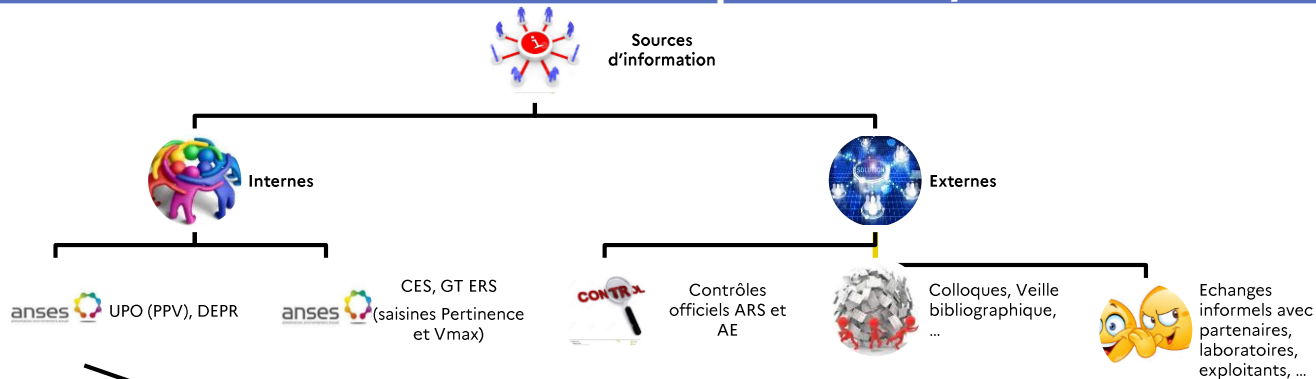 Sources
d'information
Internes
Externes
SOLUTION
anses
UPO (PPV), DEPR
anses
CES, GT ERS
(saisines Pertinence
et Vmax)
Contrôles
officiels ARS et
AE
Colloques, Veille
bibliographique,
…
Echanges
informels avec
partenaires,
laboratoires,
exploitants, …